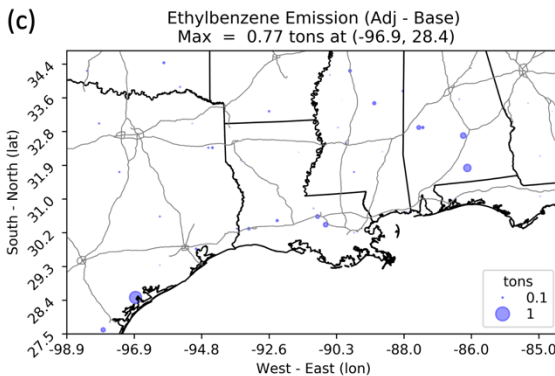 (c)
Ethylbenzene Emission (Adj - Base)
Max = 0.77 tons at (-96.9, 28.4)
South - North (lat)
34.4
33.6
32.8
31.9
31.0
30.2
29.3
28.4
27.5
tons
0.1
1
-98.9 -96.9 -94.8 -92.6 -90.3 -88.0 -86.0 -85.0
West - East (lon)